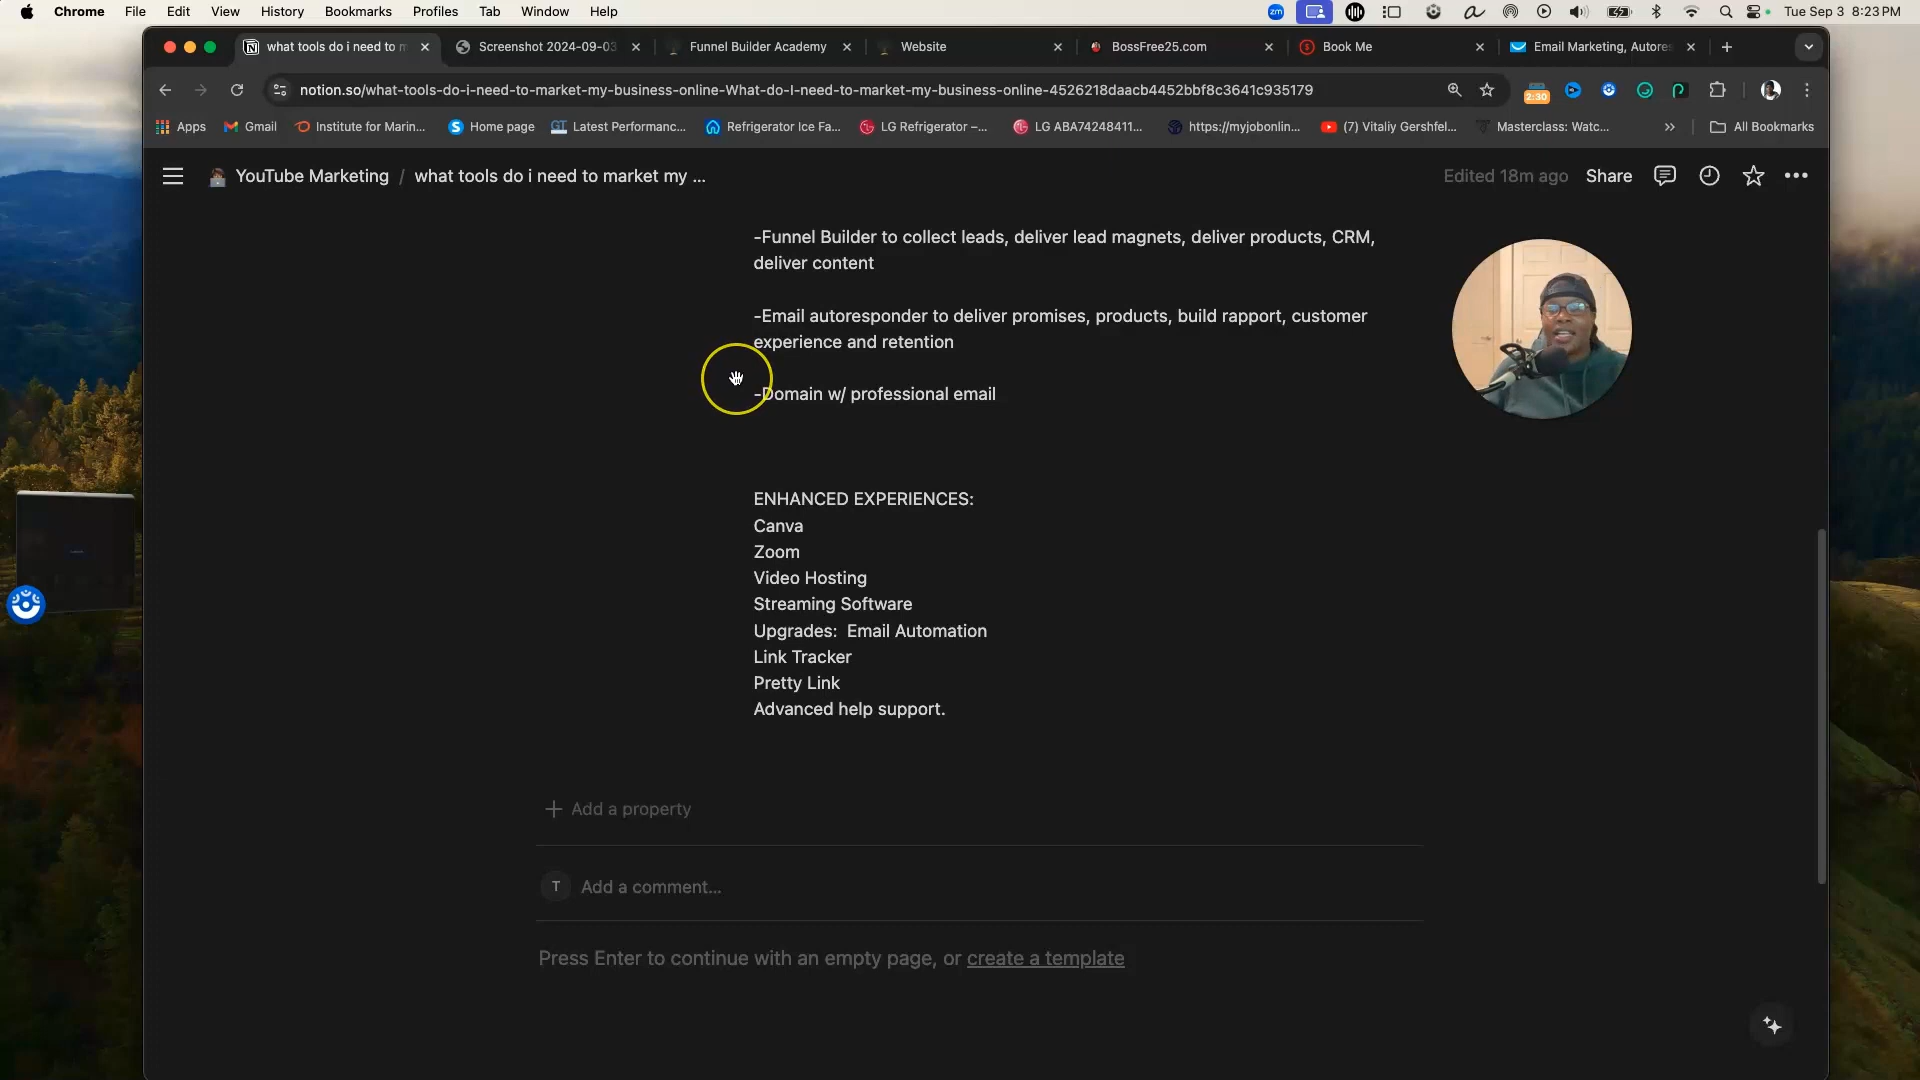 Chrome File Edit View History Bookmarks Profiles Tab Window Help
zm
Tue Sep 3 8:23 PM
what tools do i need to m
Screenshot 2024-09-03
Funnel Builder Academy
Website
BossFree25.com
Book Me
Email Marketing, Autores
notion.so/what-tools-do-i-need-to-market-my-business-online-What-do-I-need-to-market-my-business-online-4526218daacb4452bbf8c3641c935179
2:30
Apps
Gmail
Institute for Marin...
Home page
Latest Performanc...
Refrigerator Ice Fa...
LG Refrigerator –...
LG ABA74248411...
https://myjobonlin...
(7) Vitaliy Gershfel...
Masterclass: Watc...
All Bookmarks
YouTube Marketing / what tools do i need to market my ...
Edited 18m ago
Share
-Funnel Builder to collect leads, deliver lead magnets, deliver products, CRM,
deliver content
-Email autoresponder to deliver promises, products, build rapport, customer
experience and retention
-Domain w/ professional email
ENHANCED EXPERIENCES:
Canva
Zoom
Video Hosting
Streaming Software
Upgrades:  Email Automation
Link Tracker
Pretty Link
Advanced help support.
Add a property
T
Add a comment...
Press Enter to continue with an empty page, or create a template